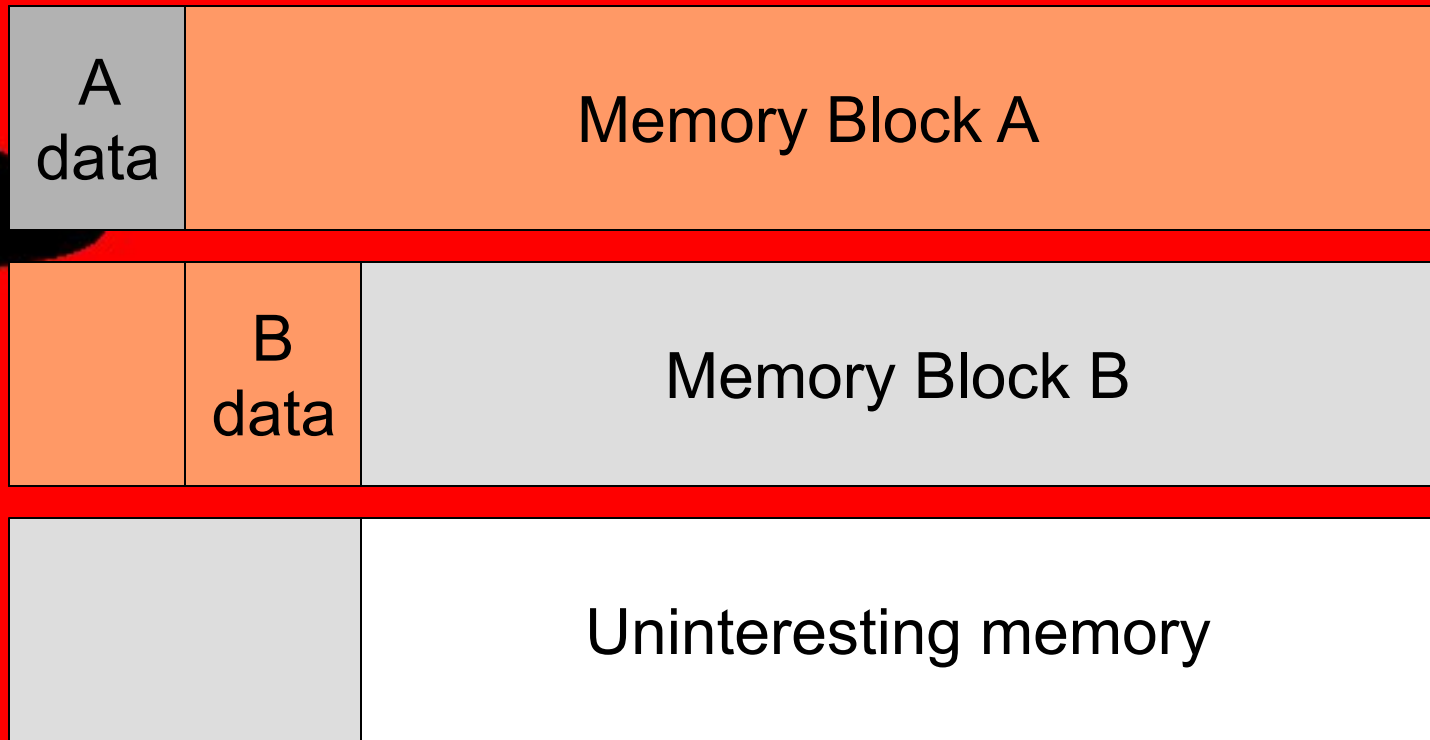 A
data
Memory Block A
B
data
Memory Block B
Uninteresting memory